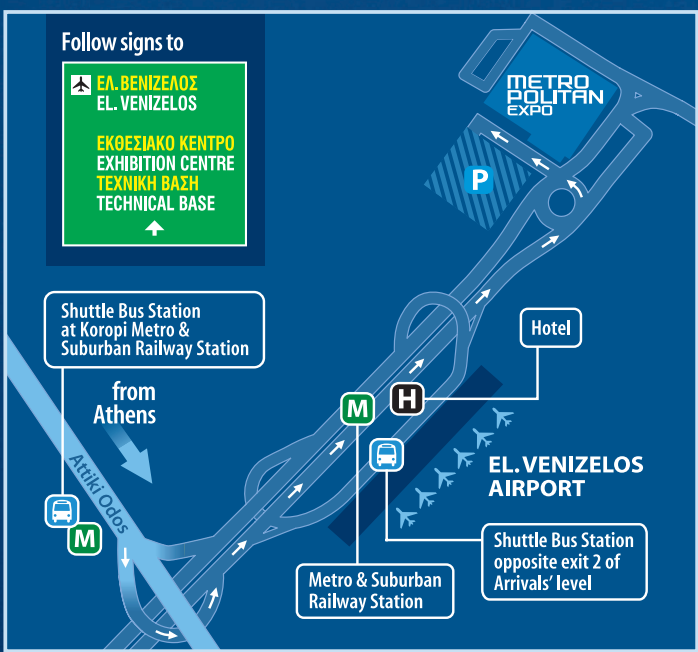 Follow signs to
ΕΛ. ΒΕΝΙΖΕΛΟΣ
EL. VENIZELOS
ΕΚΘΕΣΙΑΚΟ ΚΕΝΤΡΟ
EXHIBITION CENTRE
ΤΕΧΝΙΚΗ ΒΑΣΗ
TECHNICAL BASE
METRO
POLITAN
EXPO
P
Shuttle Bus Station
at Koropi Metro &
Suburban Railway Station
Hotel
from
Athens
H
M
Attiki Odos
EL. VENIZELOS
AIRPORT
M
Shuttle Bus Station
opposite exit 2 of
Arrivals' level
Metro & Suburban
Railway Station